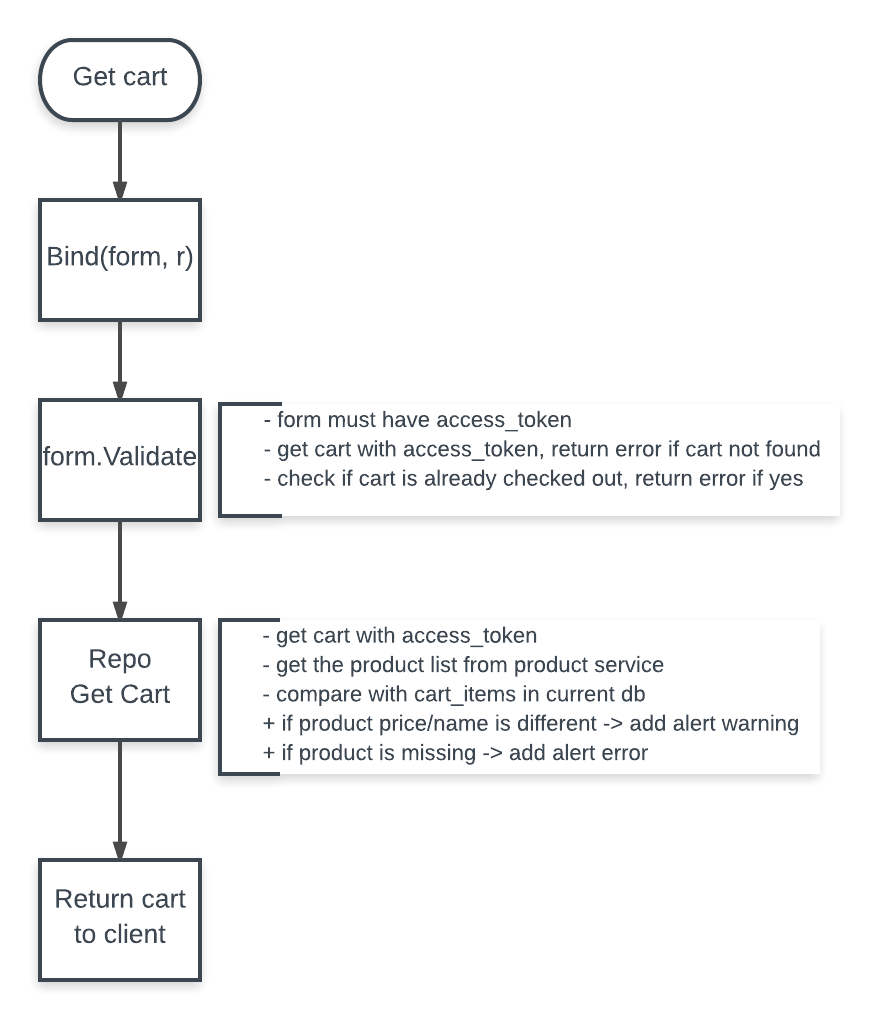 Get cart
Bind(form, r)
form.Validate
- form must have access_token
- get cart with access_token, return error if cart not found
- check if cart is already checked out, return error if yes
Repo
Get Cart
- get cart with access_token
- get the product list from product service
- compare with cart_items in current db
+ if product price/name is different -> add alert warning
+ if product is missing -> add alert error
Return cart
to client